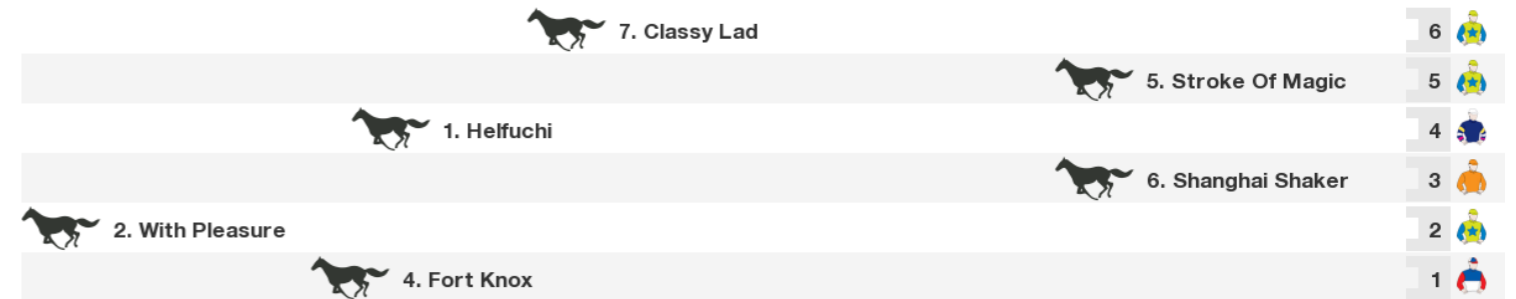 7. Classy Lad 6
5. Stroke Of Magic 5
1. Helfuchi 4
6. Shanghai Shaker 3
2. With Pleasure 2
4. Fort Knox 1